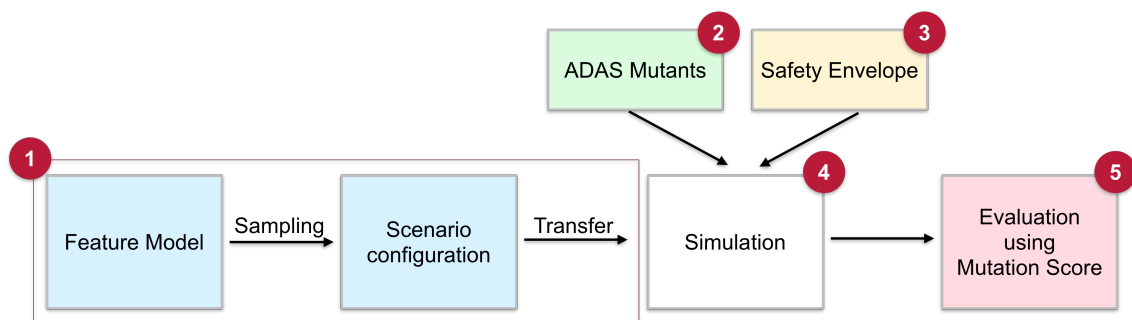 2
3
ADAS Mutants
Safety Envelope
1
4
5
Feature Model
Sampling
Scenario
configuration
Transfer
Simulation
Evaluation
using
Mutation Score